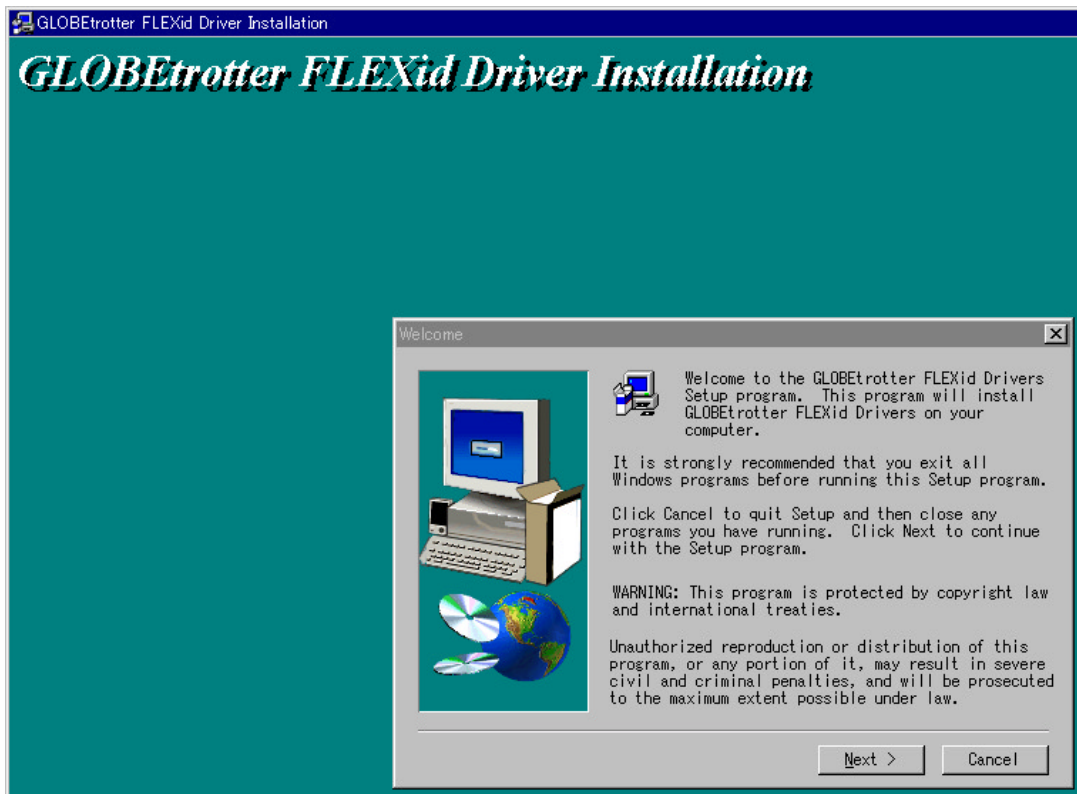 GLOBEtrotter FLEXid Driver Installation
GLOBEtrotter FLEXid Driver Installation
Welcome
Welcome to the GLOBEtrotter FLEXid Drivers
Setup program.  This program will install
GLOBEtrotter FLEXid Drivers on your
computer.
It is strongly recommended that you exit all
Windows programs before running this Setup program.
Click Cancel to quit Setup and then close any
programs you have running.  Click Next to continue
with the Setup program.
WARNING: This program is protected by copyright law
and international treaties.
Unauthorized reproduction or distribution of this
program, or any portion of it, may result in severe
civil and criminal penalties, and will be prosecuted
to the maximum extent possible under law.
Next >
Cancel